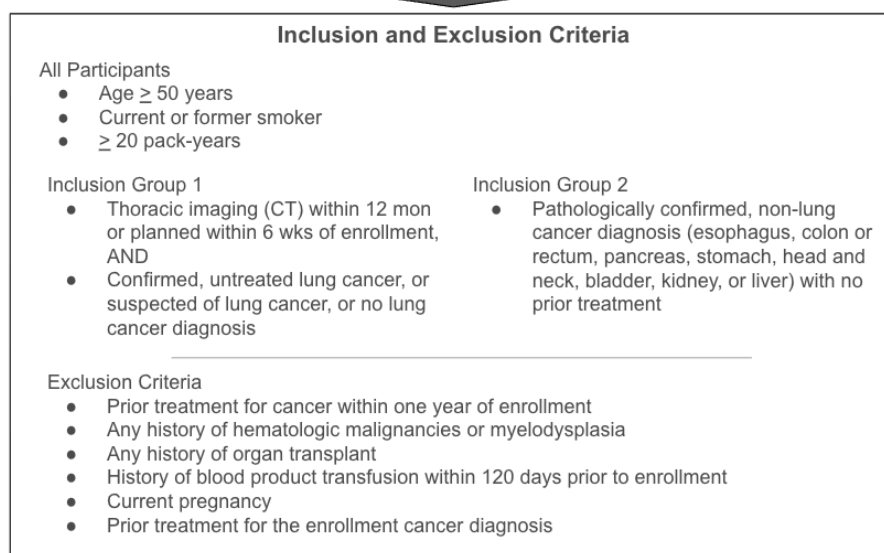 Inclusion and Exclusion Criteria
All Participants
● Age ≥ 50 years
● Current or former smoker
● ≥ 20 pack-years
Inclusion Group 1
● Thoracic imaging (CT) within 12 mon
or planned within 6 wks of enrollment,
AND
● Confirmed, untreated lung cancer, or
suspected of lung cancer, or no lung
cancer diagnosis
Inclusion Group 2
● Pathologically confirmed, non-lung
cancer diagnosis (esophagus, colon or
rectum, pancreas, stomach, head and
neck, bladder, kidney, or liver) with no
prior treatment
Exclusion Criteria
● Prior treatment for cancer within one year of enrollment
● Any history of hematologic malignancies or myelodysplasia
● Any history of organ transplant
● History of blood product transfusion within 120 days prior to enrollment
● Current pregnancy
● Prior treatment for the enrollment cancer diagnosis